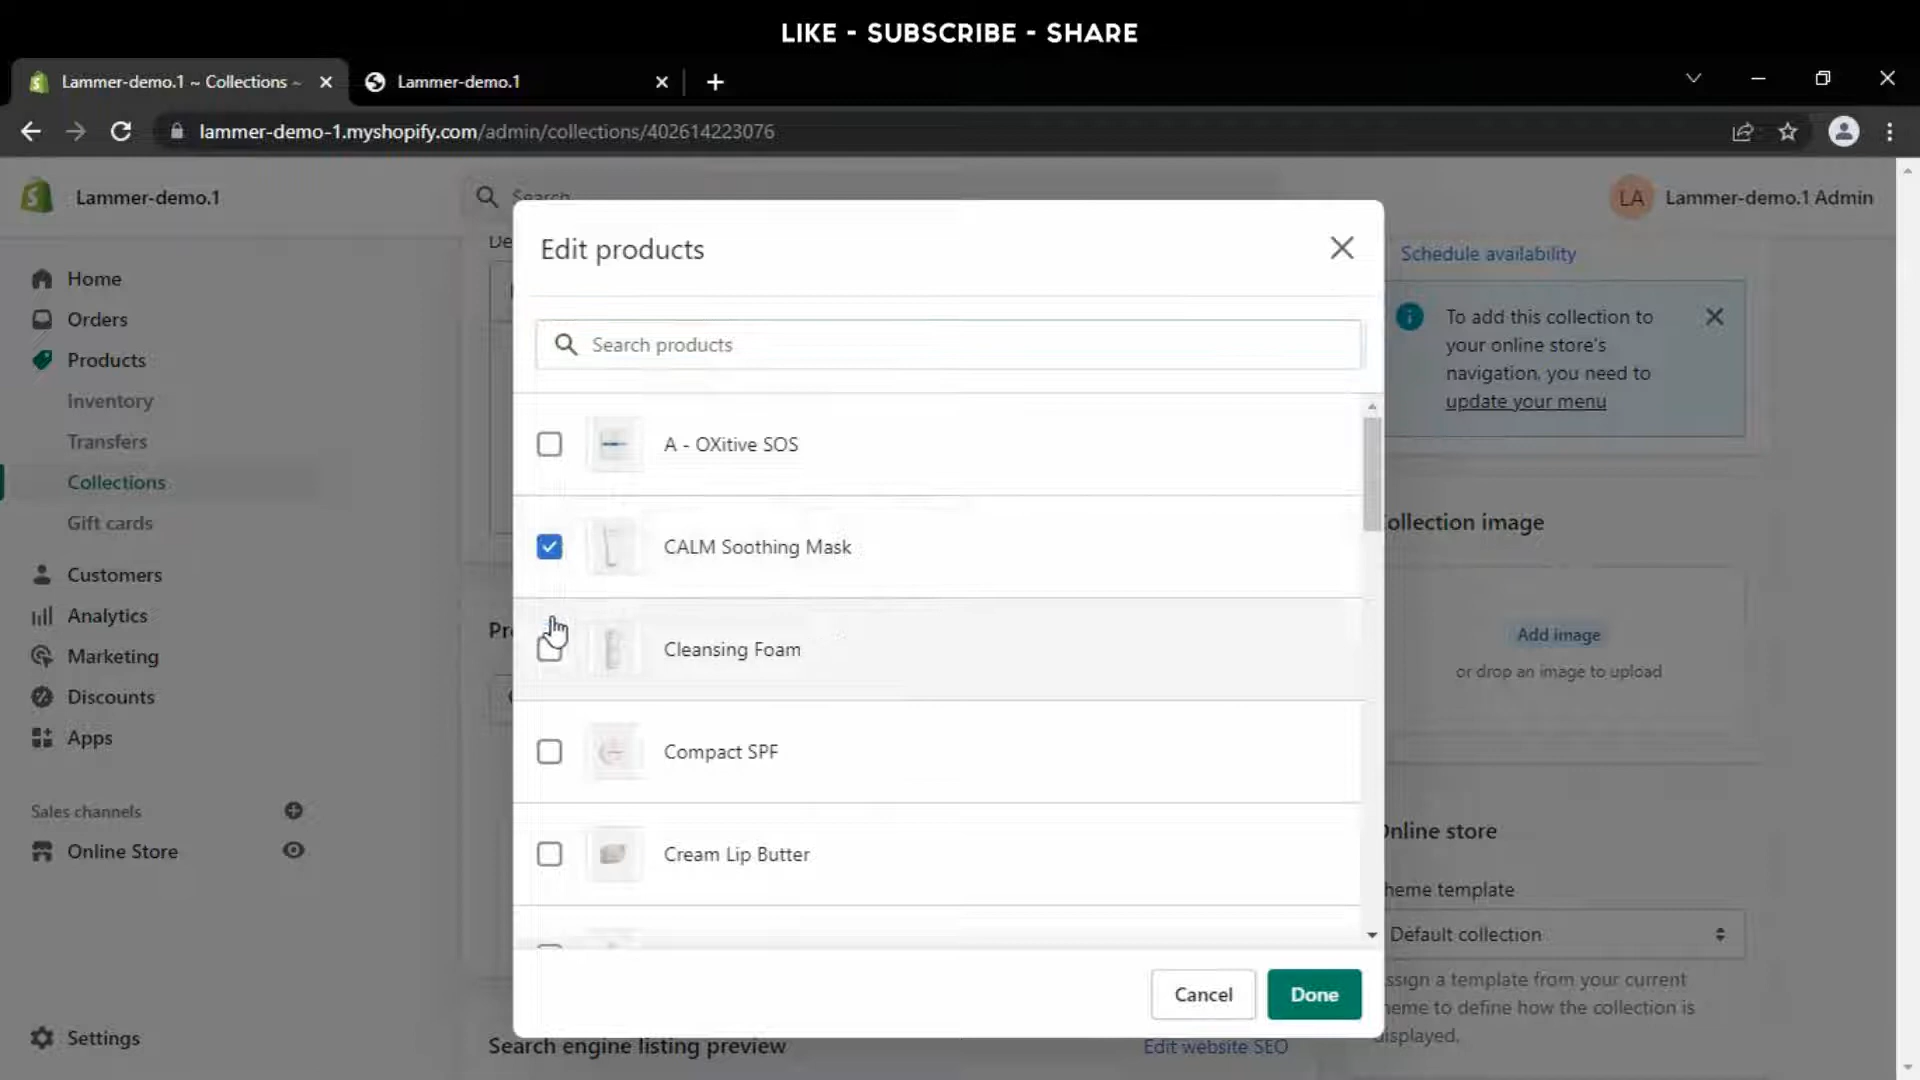 LIKE - SUBSCRIBE - SHARE
Lammer-demo.1 ~ Collections ~
Lammer-demo.1
lammer-demo-1.myshopify.com/admin/collections/402614223076
Lammer-demo.1
Search
LA
Lammer-demo.1 Admin
Home
Orders
Products
Inventory
Transfers
Collections
Gift cards
Customers
Analytics
Marketing
Discounts
Apps
Sales channels
Online Store
Settings
De
Edit products
Search products
A - OXitive SOS
CALM Soothing Mask
Cleansing Foam
Compact SPF
Cream Lip Butter
Cancel
Done
Pr
Search engine listing preview
Edit website SEO
Schedule availability
To add this collection to
your online store's
navigation, you need to
update your menu
ollection image
Add image
or drop an image to upload
Online store
heme template
Default collection
ssign a template from your current
heme to define how the collection is
displayed.